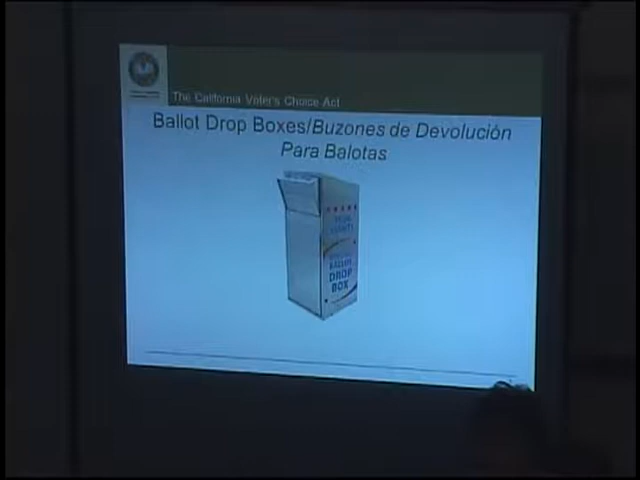 The California Voter's Choice Act
Ballot Drop Boxes/Buzones de Devolución
Para Balotas
BALLOT
DROP
BOX